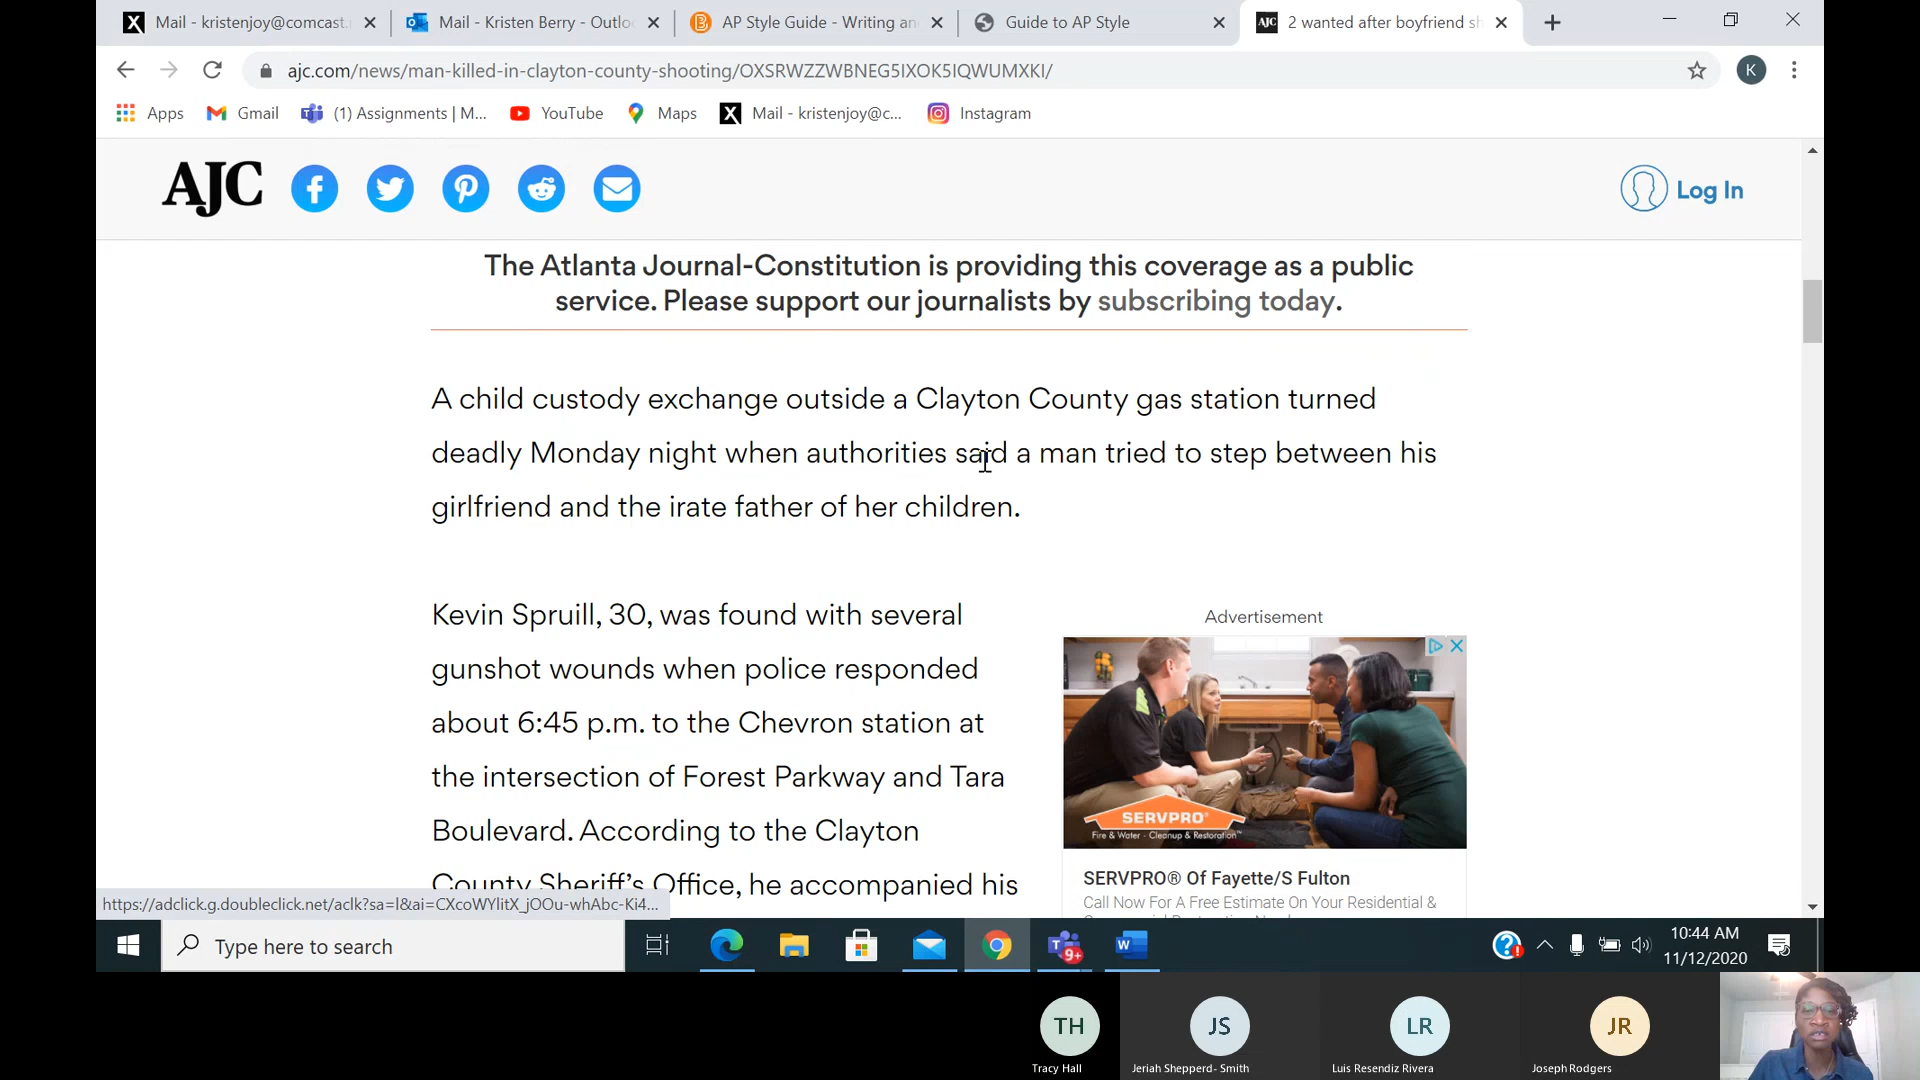 Mail - kristenjoy@comcast.
Mail - Kristen Berry - Outlo
AP Style Guide - Writing an
Guide to AP Style
AJC 2 wanted after boyfriend sh
ajc.com/news/man-killed-in-clayton-county-shooting/OXSRWZZWBNEG5IXOK5IQWUMXKI/
K
Apps
Gmail
(1) Assignments | M...
YouTube
Maps
Mail - kristenjoy@c...
Instagram
AJC
Log In
The Atlanta Journal-Constitution is providing this coverage as a public
service. Please support our journalists by subscribing today.
A child custody exchange outside a Clayton County gas station turned
deadly Monday night when authorities said a man tried to step between his
girlfriend and the irate father of her children.
Kevin Spruill, 30, was found with several
gunshot wounds when police responded
about 6:45 p.m. to the Chevron station at
the intersection of Forest Parkway and Tara
Boulevard. According to the Clayton
County Sheriff's Office, he accompanied his
Advertisement
SERVPRO®
Fire & Water - Cleanup & Restoration™
SERVPRO® Of Fayette/S Fulton
Call Now For A Free Estimate On Your Residential &
https://adclick.g.doubleclick.net/aclk?sa=l&ai=CXcoWYlitX_jOOu-whAbc-Ki4...
Type here to search
9+
10:44 AM
11/12/2020
TH
JS
LR
JR
Tracy Hall
Jeriah Shepperd- Smith
Luis Resendiz Rivera
Joseph Rodgers